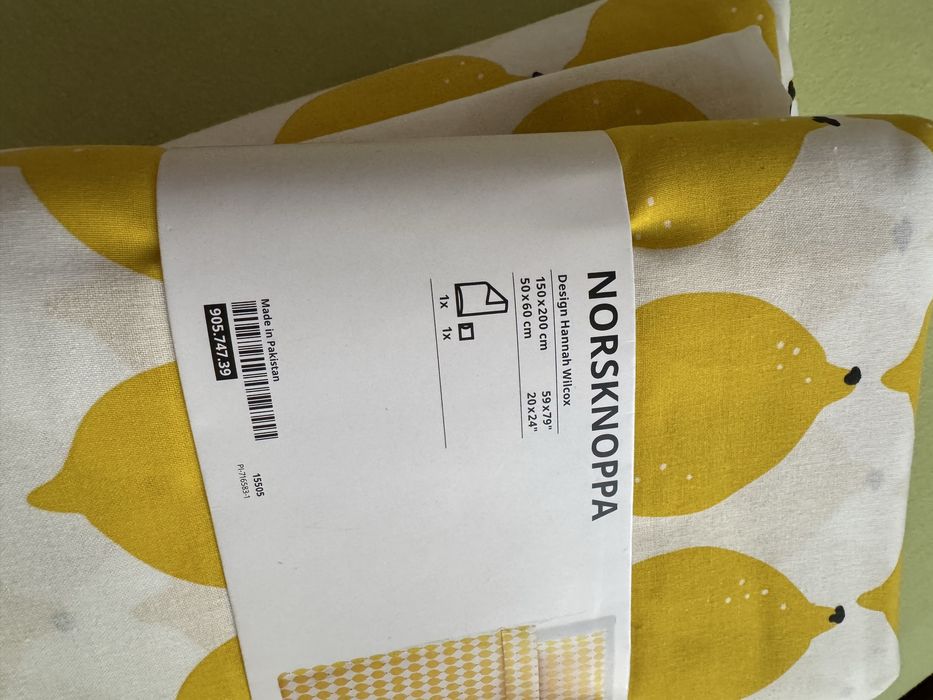 NORSKNOPPA
Design Hannah Wilcox
150x200 cm 59x79"
50x60 cm 20x24"
1x 1x
Made in Pakistan
905.747.39
15505
PI-716583-1